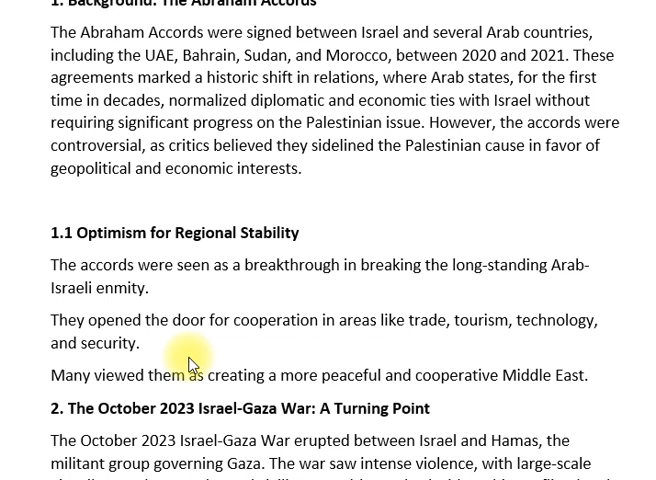 1. Background: The Abraham Accords
The Abraham Accords were signed between Israel and several Arab countries,
including the UAE, Bahrain, Sudan, and Morocco, between 2020 and 2021. These
agreements marked a historic shift in relations, where Arab states, for the first
time in decades, normalized diplomatic and economic ties with Israel without
requiring significant progress on the Palestinian issue. However, the accords were
controversial, as critics believed they sidelined the Palestinian cause in favor of
geopolitical and economic interests.
1.1 Optimism for Regional Stability
The accords were seen as a breakthrough in breaking the long-standing Arab-
Israeli enmity.
They opened the door for cooperation in areas like trade, tourism, technology,
and security.
Many viewed them as creating a more peaceful and cooperative Middle East.
2. The October 2023 Israel-Gaza War: A Turning Point
The October 2023 Israel-Gaza War erupted between Israel and Hamas, the
militant group governing Gaza. The war saw intense violence, with large-scale